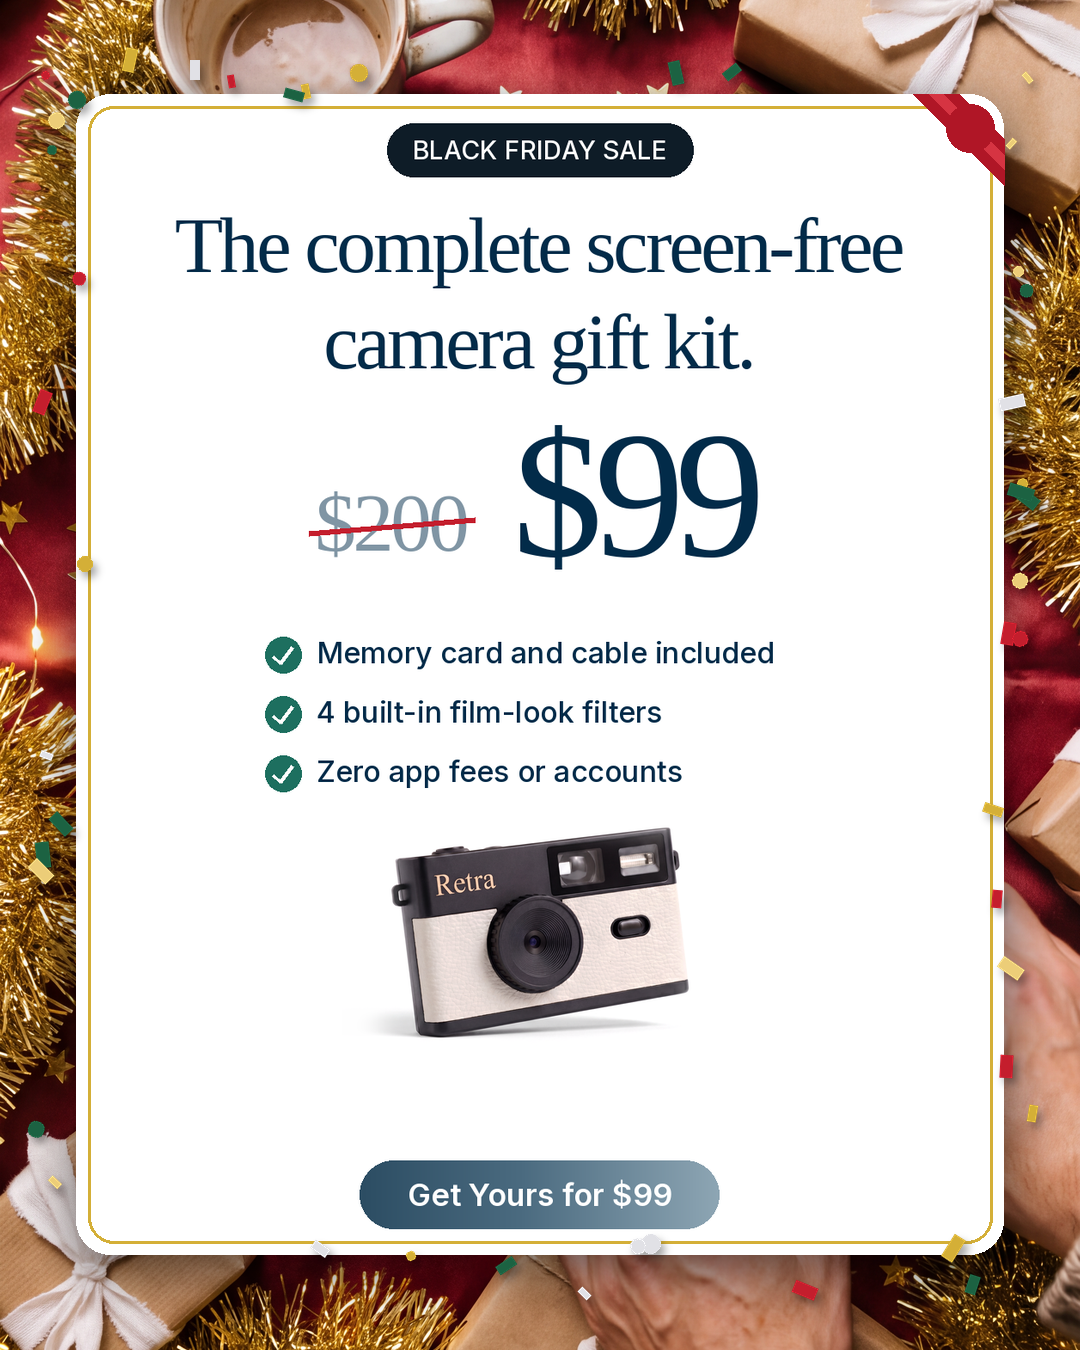 BLACK FRIDAY SALE
The complete screen-free
camera gift kit.
$200 $99
Memory card and cable included
4 built-in film-look filters
Zero app fees or accounts
Retra
Get Yours for $99